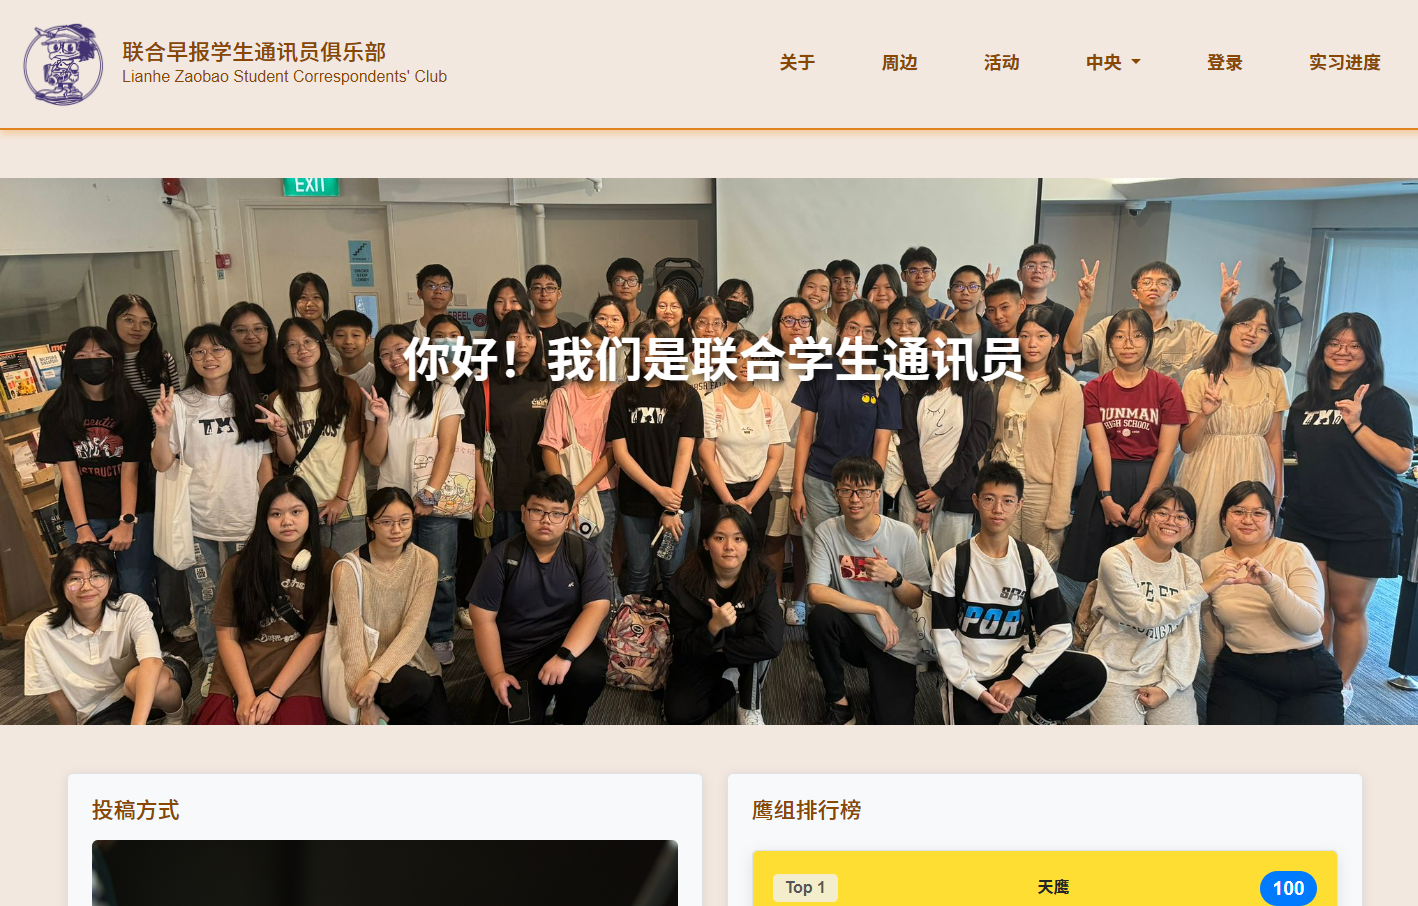 联合早报学生通讯员俱乐部
Lianhe Zaobao Student Correspondents' Club
关于
周边
活动
中央
登录
实习进度
EXIT
你好！我们是联合学生通讯员
DUNMAN
HIGH SCHOOL
投稿方式
鹰组排行榜
Top 1
天鹰
100